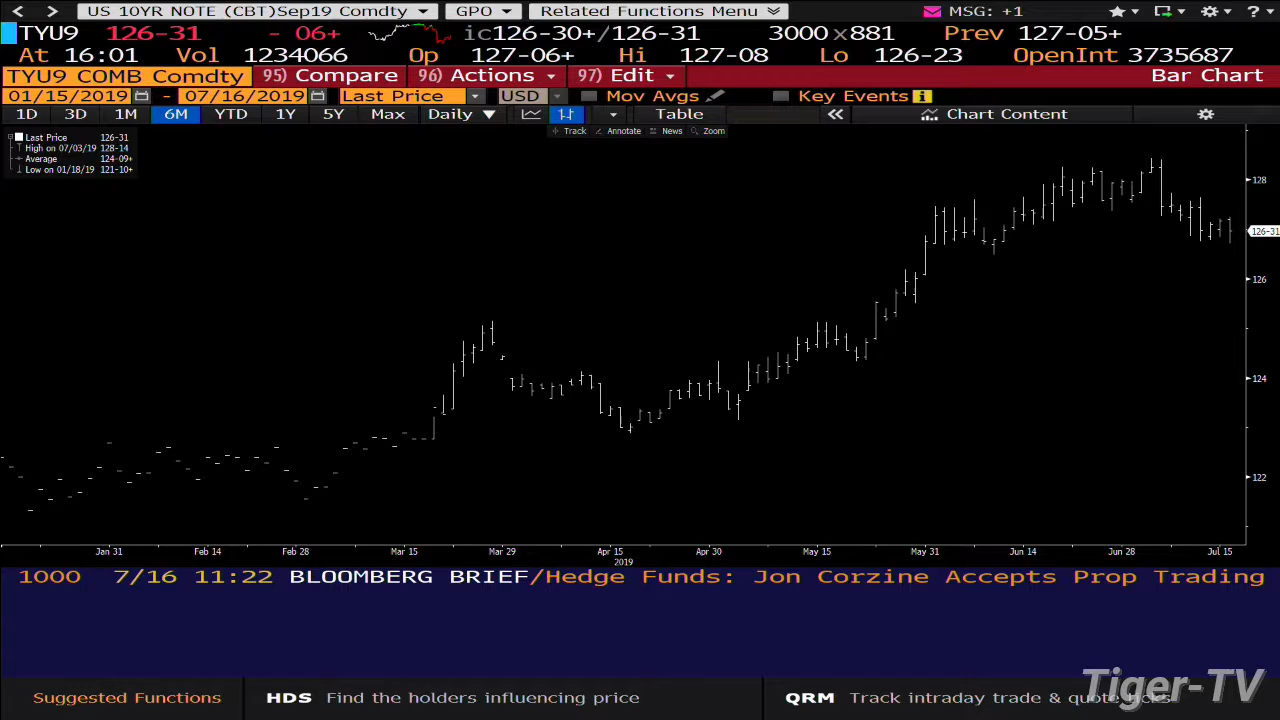 US 10YR NOTE (CBT)Sep19 Comdty GPO Related Functions Menu MSG: +1
TYU9 126-31 - 06+ ic126-30+/126-31 3000x881 Prev 127-05+
At 16:01 Vol 1234066 Op 127-06+ Hi 127-08 Lo 126-23 OpenInt 3735687
TYU9 COMB Comdty 95) Compare 96) Actions 97) Edit Bar Chart
01/15/2019 - 07/16/2019 Last Price USD Mov Avgs Key Events
1D 3D 1M 6M YTD 1Y 5Y Max Daily Table Chart Content
Track Annotate News Zoom
Last Price 126-31
High on 07/03/19 128-14
Average 124-09+
Low on 01/18/19 121-10+
128
126-31
126
124
122
Jan 31 Feb 14 Feb 28 Mar 15 Mar 29 Apr 15 Apr 30 May 15 May 31 Jun 14 Jun 28 Jul 15
2019
1000 7/16 11:22 BLOOMBERG BRIEF/Hedge Funds: Jon Corzine Accepts Prop Trading
Suggested Functions HDS Find the holders influencing price QRM Track intraday trade & quote ticks
Tiger-TV